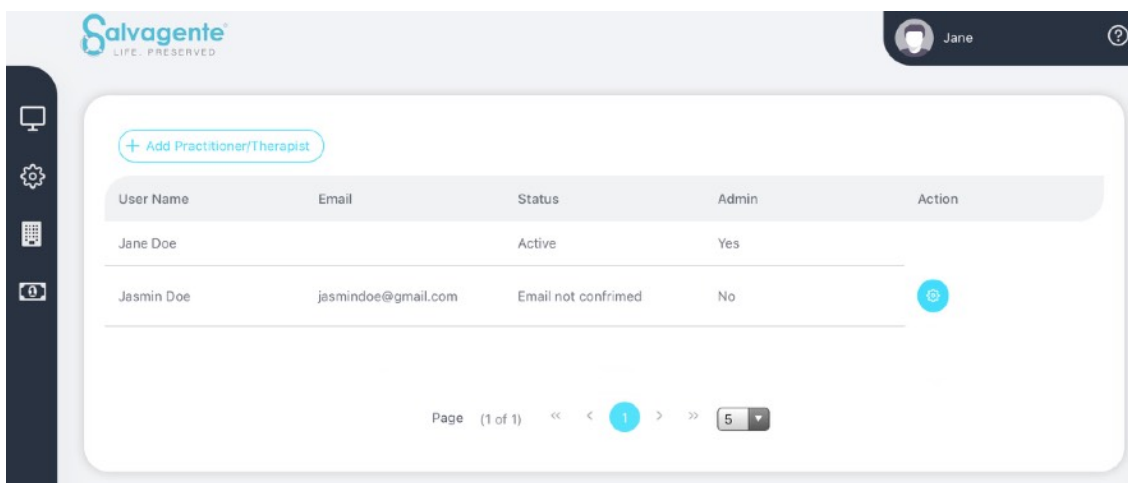 Salvagente®
LIFE. PRESERVED
Jane
+ Add Practitioner/Therapist
User Name Email Status Admin Action
Jane Doe Active Yes
Jasmin Doe jasmindoe@gmail.com Email not confrimed No
Page (1 of 1) << < 1 > >> 5